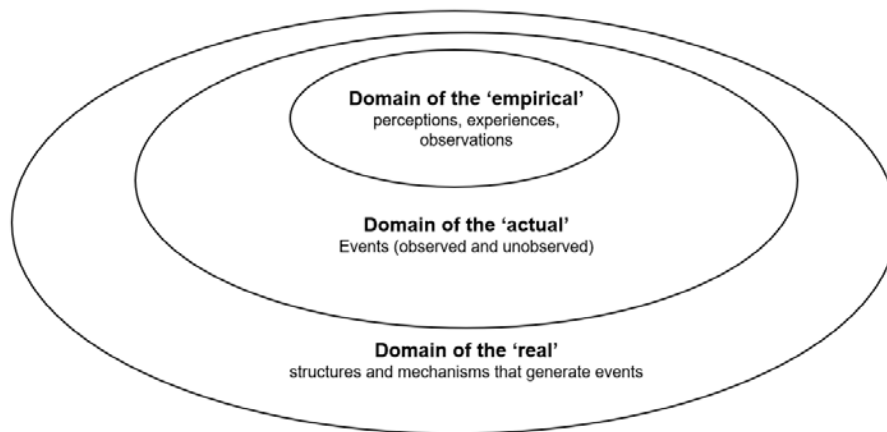 Domain of the ‘empirical’
perceptions, experiences,
observations
Domain of the ‘actual’
Events (observed and unobserved)
Domain of the ‘real’
structures and mechanisms that generate events